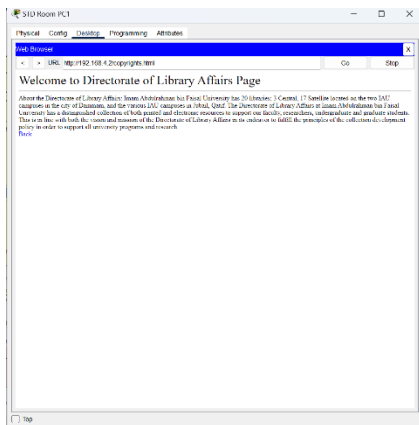 STD Room PC1
Physical Config Desktop Programming Attributes
Web Browser X
< > URL http://192.168.4.2/copyrights.html Go Stop
Welcome to Directorate of Library Affairs Page
About the Directorate of Library Affairs: Imam Abdulrahman bin Faisal University has 20 libraries: 3 Central, 17 Satellite located on the two IAU
campuses in the city of Dammam, and the various IAU campuses in Jubail, Qatif. The Directorate of Library Affairs at Imam Abdulrahman bin Faisal
University has a distinguished collection of both printed and electronic resources to support our faculty, researchers, undergraduate and graduate students.
This is in line with both the vision and mission of the Directorate of Library Affairs in its endeavor to fulfill the principles of the collection development
policy in order to support all university programs and research.
Back
Top